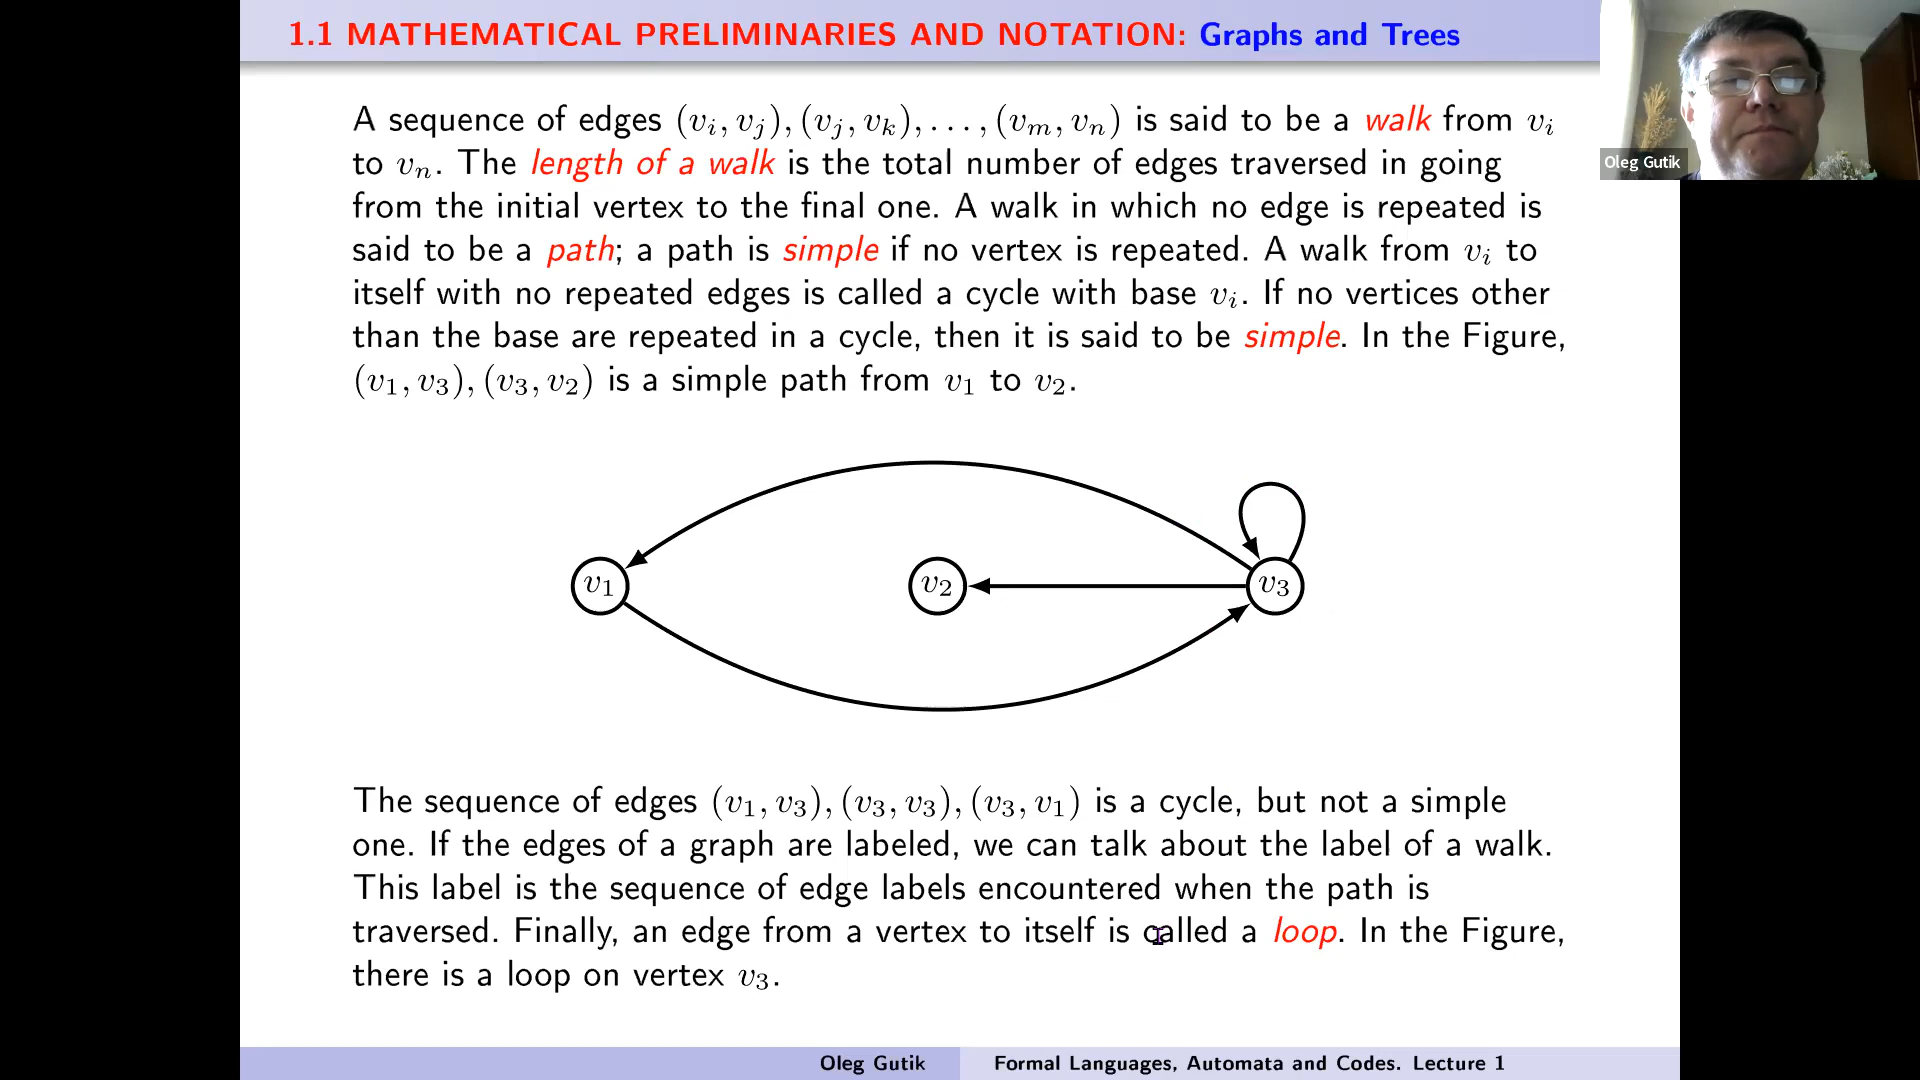 1.1 MATHEMATICAL PRELIMINARIES AND NOTATION: Graphs and Trees
Oleg Gutik
A sequence of edges (v_i, v_j), (v_j, v_k), . . . , (v_m, v_n) is said to be a walk from v_i
to v_n. The length of a walk is the total number of edges traversed in going
from the initial vertex to the final one. A walk in which no edge is repeated is
said to be a path; a path is simple if no vertex is repeated. A walk from v_i to
itself with no repeated edges is called a cycle with base v_i. If no vertices other
than the base are repeated in a cycle, then it is said to be simple. In the Figure,
(v_1, v_3), (v_3, v_2) is a simple path from v_1 to v_2.
v_1 v_2 v_3
The sequence of edges (v_1, v_3), (v_3, v_3), (v_3, v_1) is a cycle, but not a simple
one. If the edges of a graph are labeled, we can talk about the label of a walk.
This label is the sequence of edge labels encountered when the path is
traversed. Finally, an edge from a vertex to itself is called a loop. In the Figure,
there is a loop on vertex v_3.
Oleg Gutik Formal Languages, Automata and Codes. Lecture 1